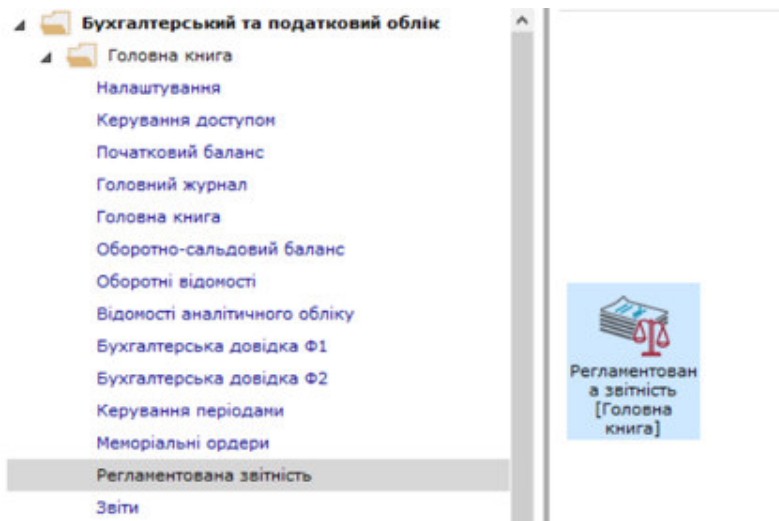 Бухгалтерський та податковий облік
Головна книга
Налаштування
Керування доступом
Початковий баланс
Головний журнал
Головна книга
Оборотно-сальдовий баланс
Оборотні відомості
Відомості аналітичного обліку
Бухгалтерська довідка Ф1
Бухгалтерська довідка Ф2
Керування періодами
Меморіальні ордери
Регламентована звітність
Звіти
Регламентован
а звітність
[Головна
книга]